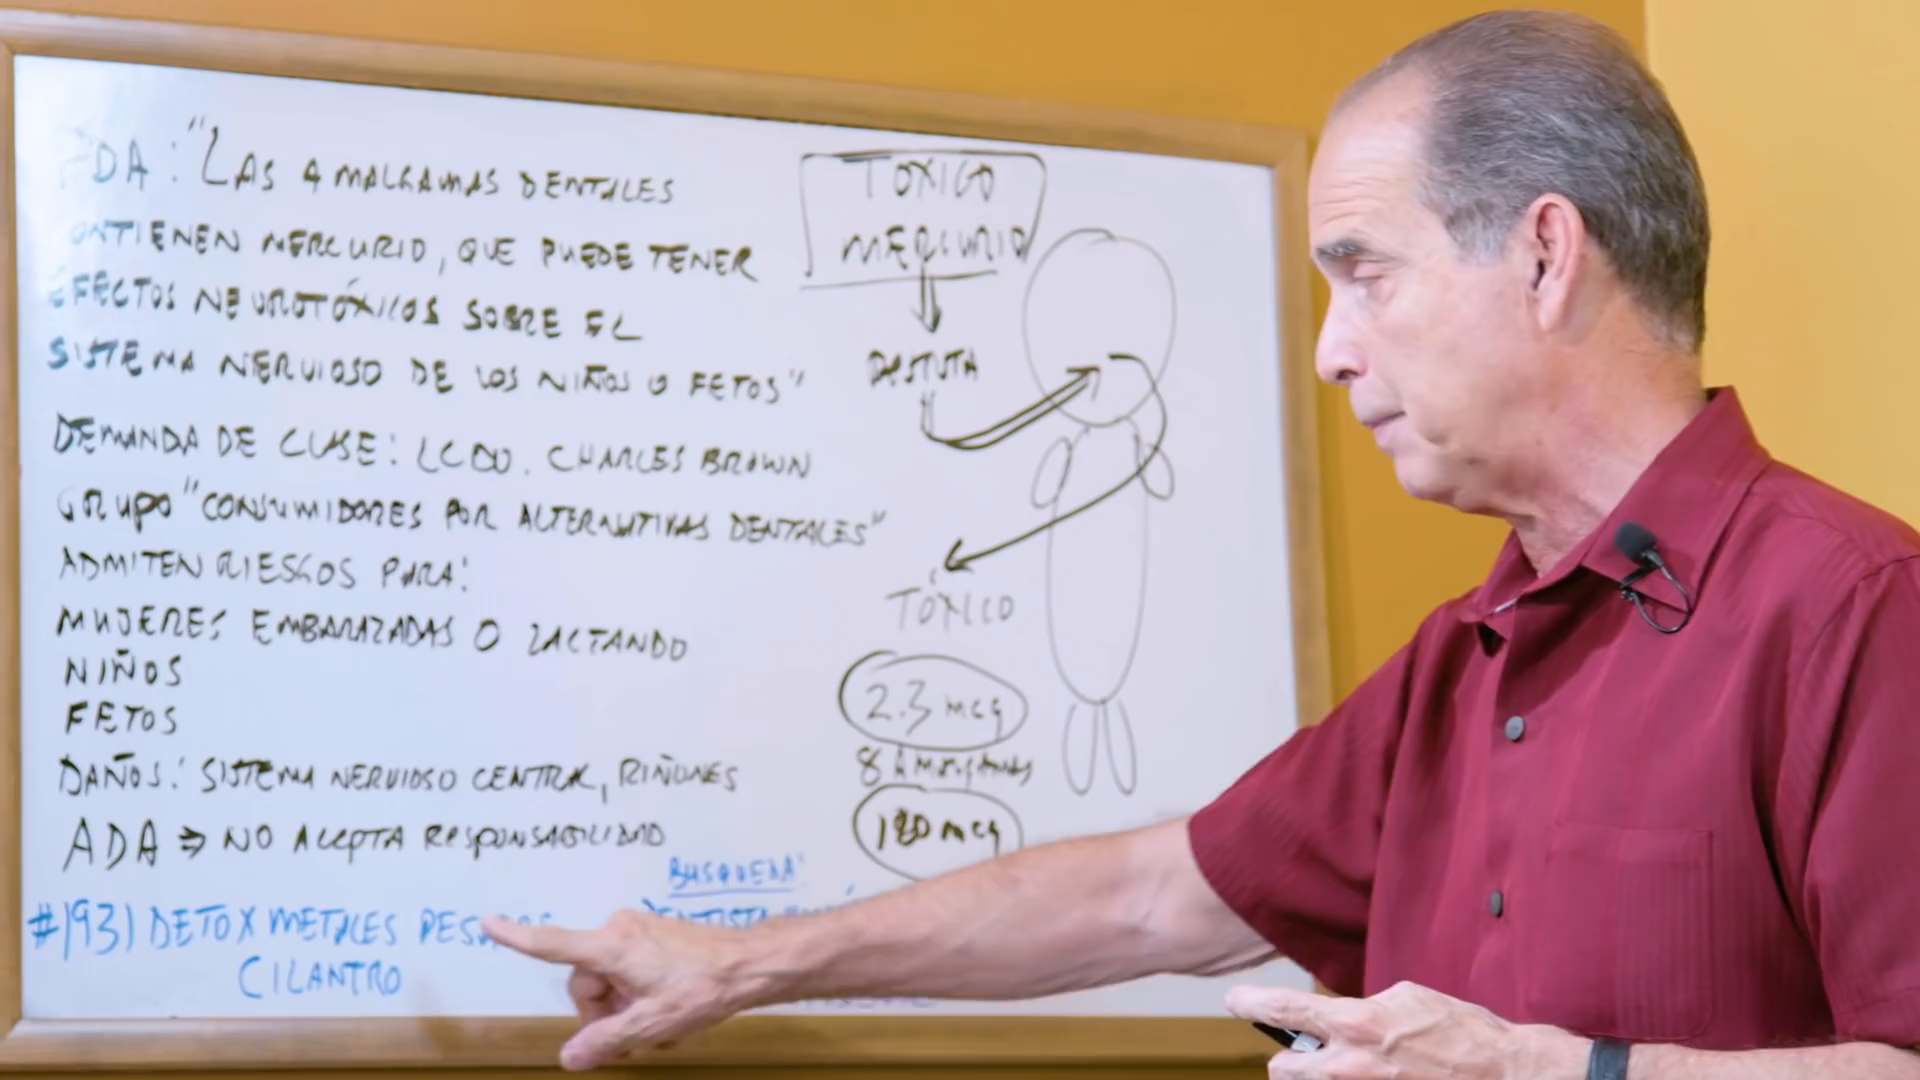 FDA: "LAS AMALGAMAS DENTALES
CONTIENEN MERCURIO, QUE PUEDE TENER
EFECTOS NEUROTÓXICOS SOBRE EL
SISTEMA NERVIOSO DE LOS NIÑOS O FETOS"
DEMANDA DE CLASE: LCDO. CHARLES BROWN
GRUPO "CONSUMIDORES POR ALTERNATIVAS DENTALES"
ADMITEN RIESGOS PARA:
MUJERES EMBARAZADAS O LACTANDO
NIÑOS
FETOS
DAÑOS: SISTEMA NERVIOSO CENTRAL, RIÑONES
ADA ⇒ NO ACEPTA RESPONSABILIDAD
#1931 DETOX METALES
CILANTRO
BUSQUEDA:
DENTISTA
TOXICO
MERCURIO
TÓXICO
2.3 mcg
8 Amalgamas
180 mcg